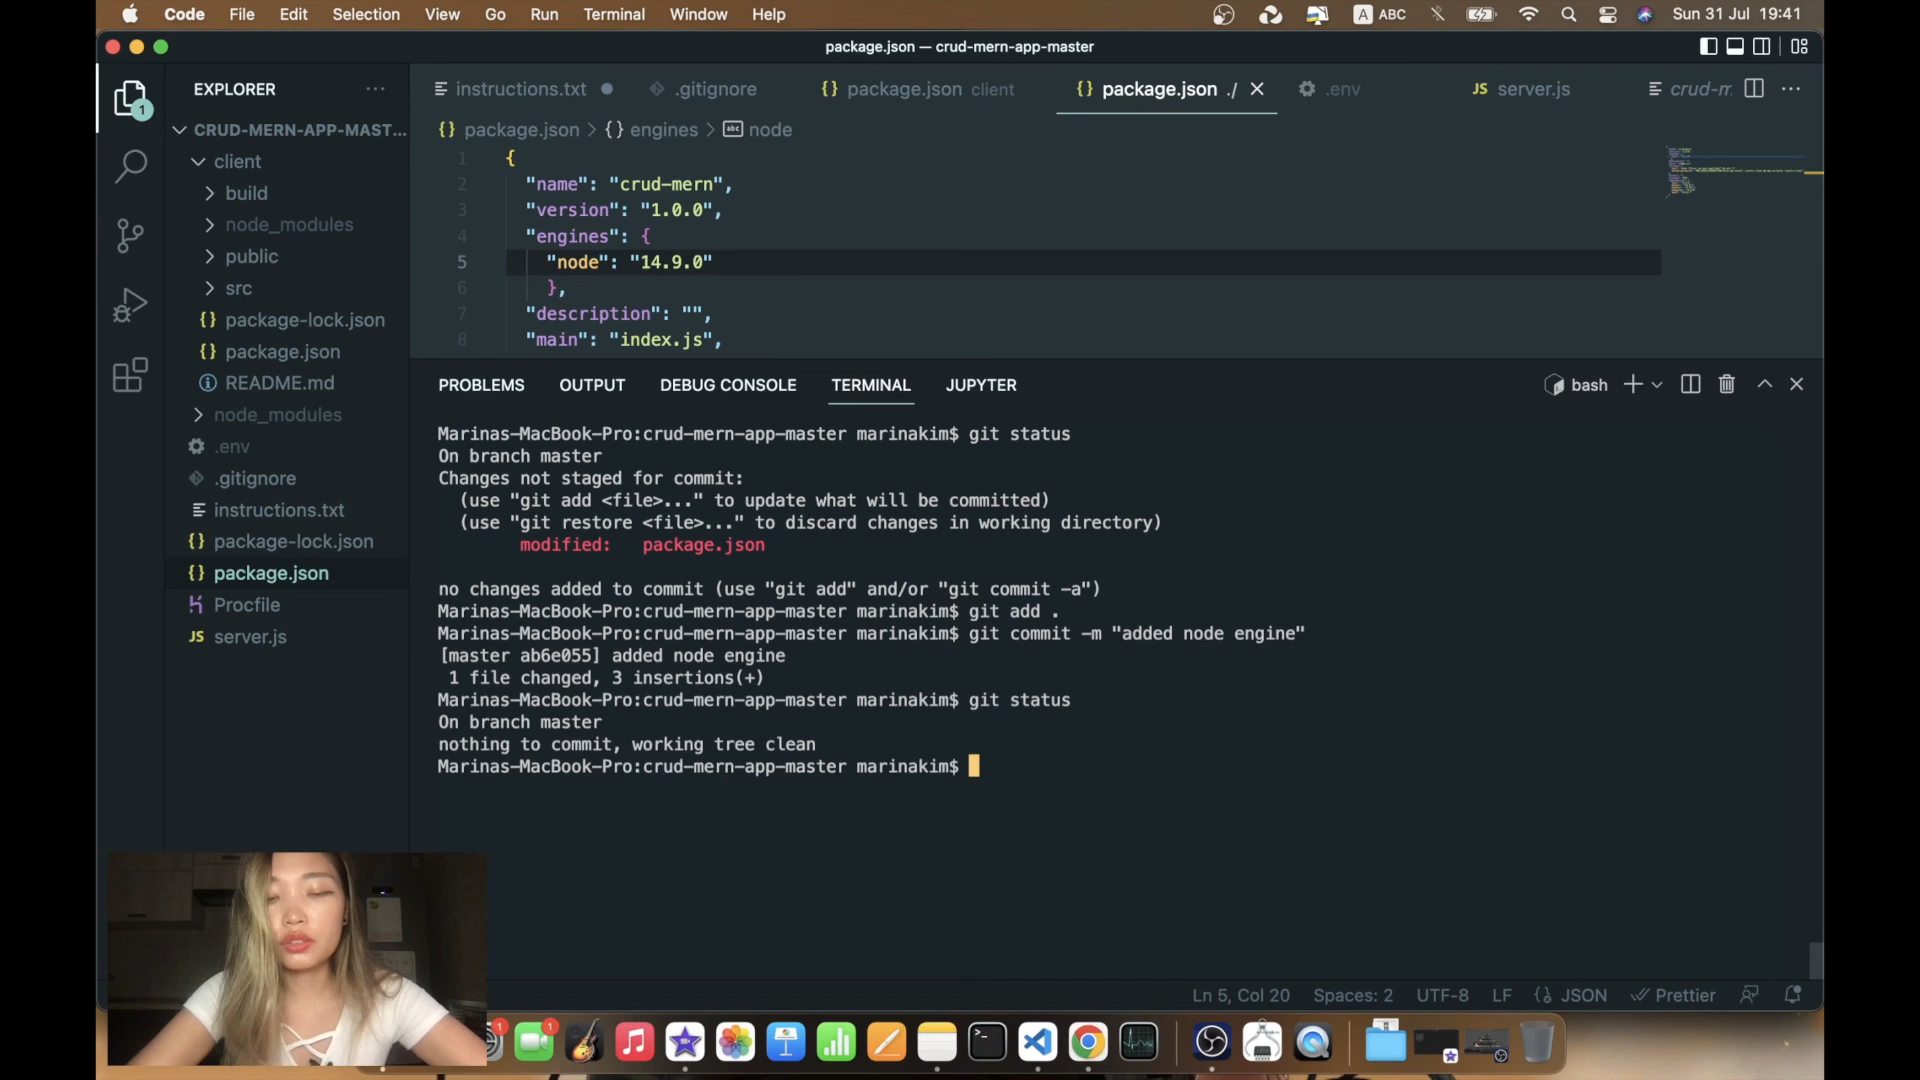 Code File Edit Selection View Go Run Terminal Window Help A ABC Sun 31 Jul 19:41
package.json — crud-mern-app-master
EXPLORER
instructions.txt .gitignore {} package.json client {} package.json ./ .env JS server.js crud-m
1
CRUD-MERN-APP-MAST...
{} package.json > {} engines > abc node
client
build
node_modules
public
src
{} package-lock.json
{} package.json
README.md
node_modules
.env
.gitignore
instructions.txt
{} package-lock.json
{} package.json
Procfile
JS server.js
1 {
2 "name": "crud-mern",
3 "version": "1.0.0",
4 "engines": {
5 "node": "14.9.0"
6 },
7 "description": "",
8 "main": "index.js",
PROBLEMS OUTPUT DEBUG CONSOLE TERMINAL JUPYTER bash
Marinas-MacBook-Pro:crud-mern-app-master marinakim$ git status
On branch master
Changes not staged for commit:
(use "git add <file>..." to update what will be committed)
(use "git restore <file>..." to discard changes in working directory)
modified: package.json
no changes added to commit (use "git add" and/or "git commit -a")
Marinas-MacBook-Pro:crud-mern-app-master marinakim$ git add .
Marinas-MacBook-Pro:crud-mern-app-master marinakim$ git commit -m "added node engine"
[master ab6e055] added node engine
1 file changed, 3 insertions(+)
Marinas-MacBook-Pro:crud-mern-app-master marinakim$ git status
On branch master
nothing to commit, working tree clean
Marinas-MacBook-Pro:crud-mern-app-master marinakim$
Ln 5, Col 20 Spaces: 2 UTF-8 LF {} JSON Prettier
1 1